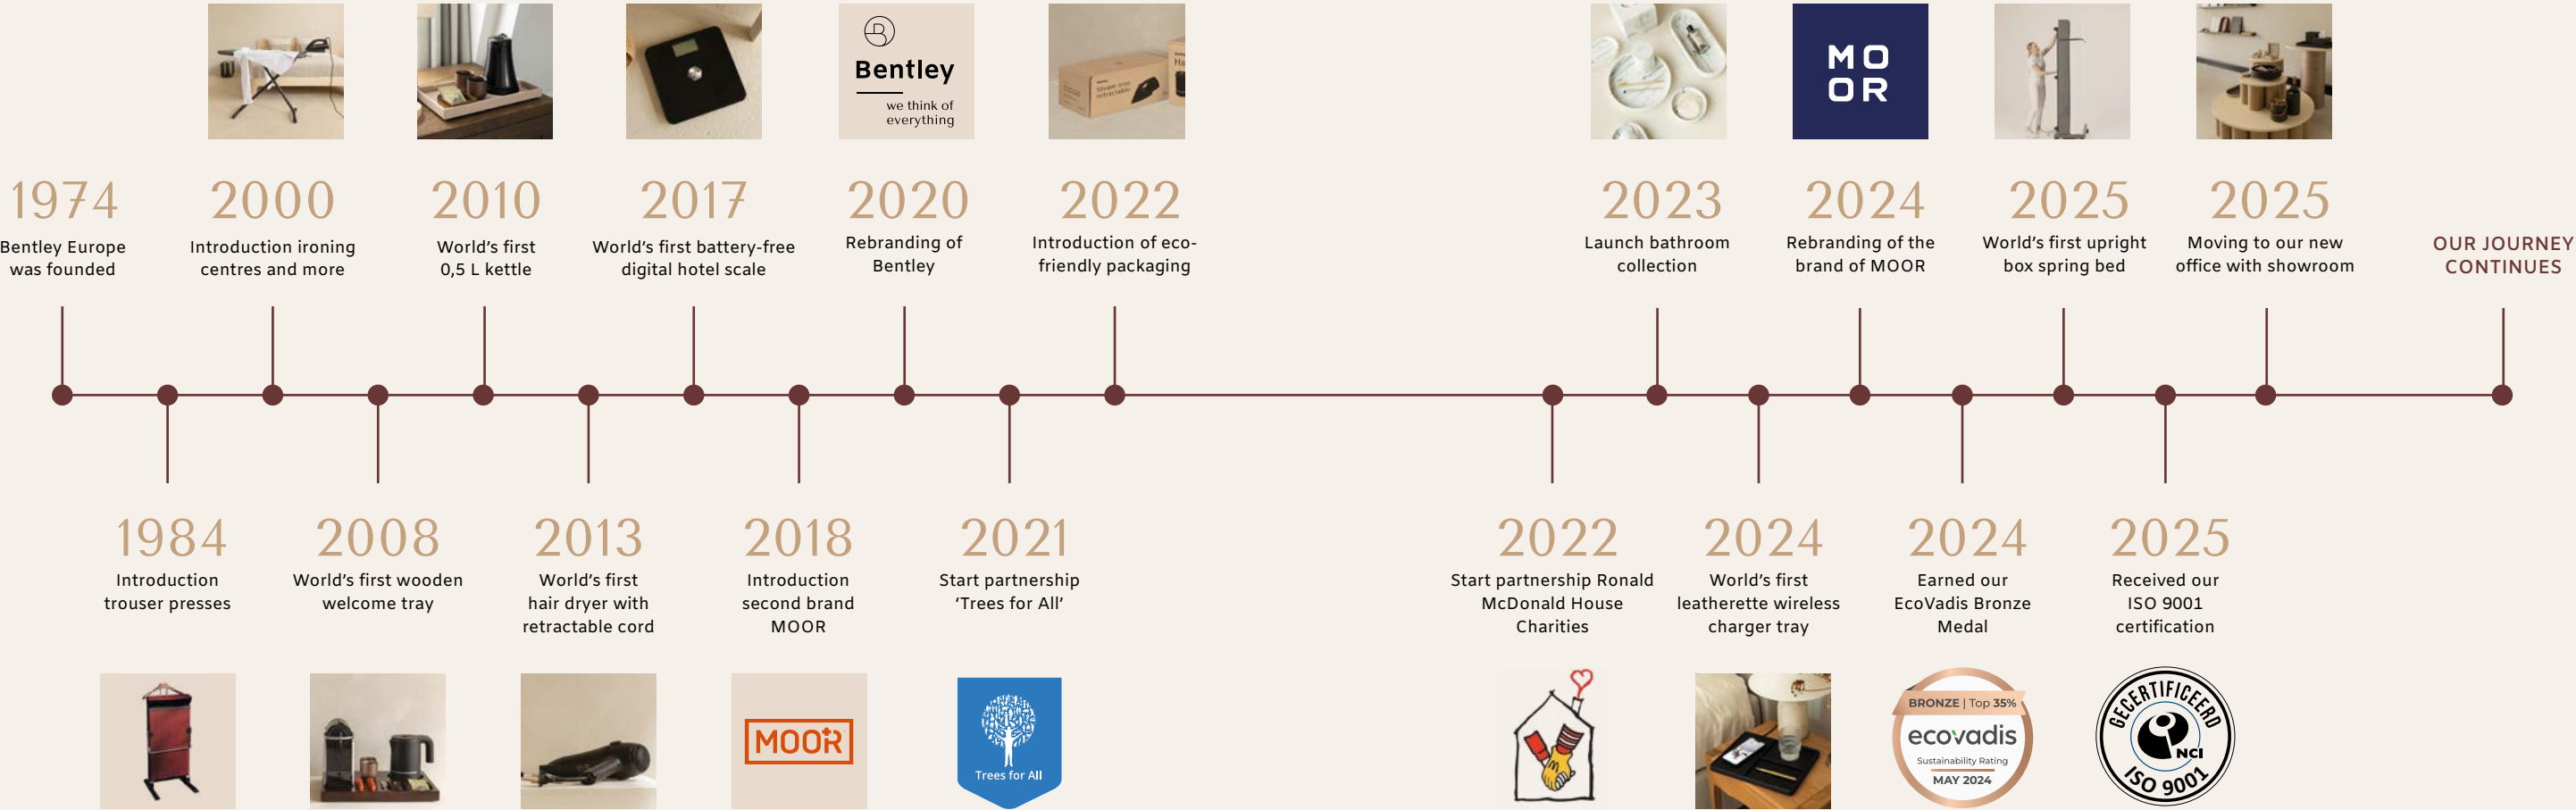 Bentley
we think of
everything
Steam iron
retractable
Ha
MO
OR
1974
Bentley Europe
was founded
2000
Introduction ironing
centres and more
2010
World's first
0,5 L kettle
2017
World's first battery-free
digital hotel scale
2020
Rebranding of
Bentley
2022
Introduction of eco-
friendly packaging
2023
Launch bathroom
collection
2024
Rebranding of the
brand of MOOR
2025
World's first upright
box spring bed
2025
Moving to our new
office with showroom
OUR JOURNEY
CONTINUES
1984
Introduction
trouser presses
2008
World's first wooden
welcome tray
2013
World's first
hair dryer with
retractable cord
2018
Introduction
second brand
MOOR
2021
Start partnership
‘Trees for All’
2022
Start partnership Ronald
McDonald House
Charities
2024
World's first
leatherette wireless
charger tray
2024
Earned our
EcoVadis Bronze
Medal
2025
Received our
ISO 9001
certification
MOOR
Trees for All
BRONZE | Top 35%
ecovadis
Sustainability Rating
MAY 2024
GECERTIFICEERD
NCI
ISO 9001